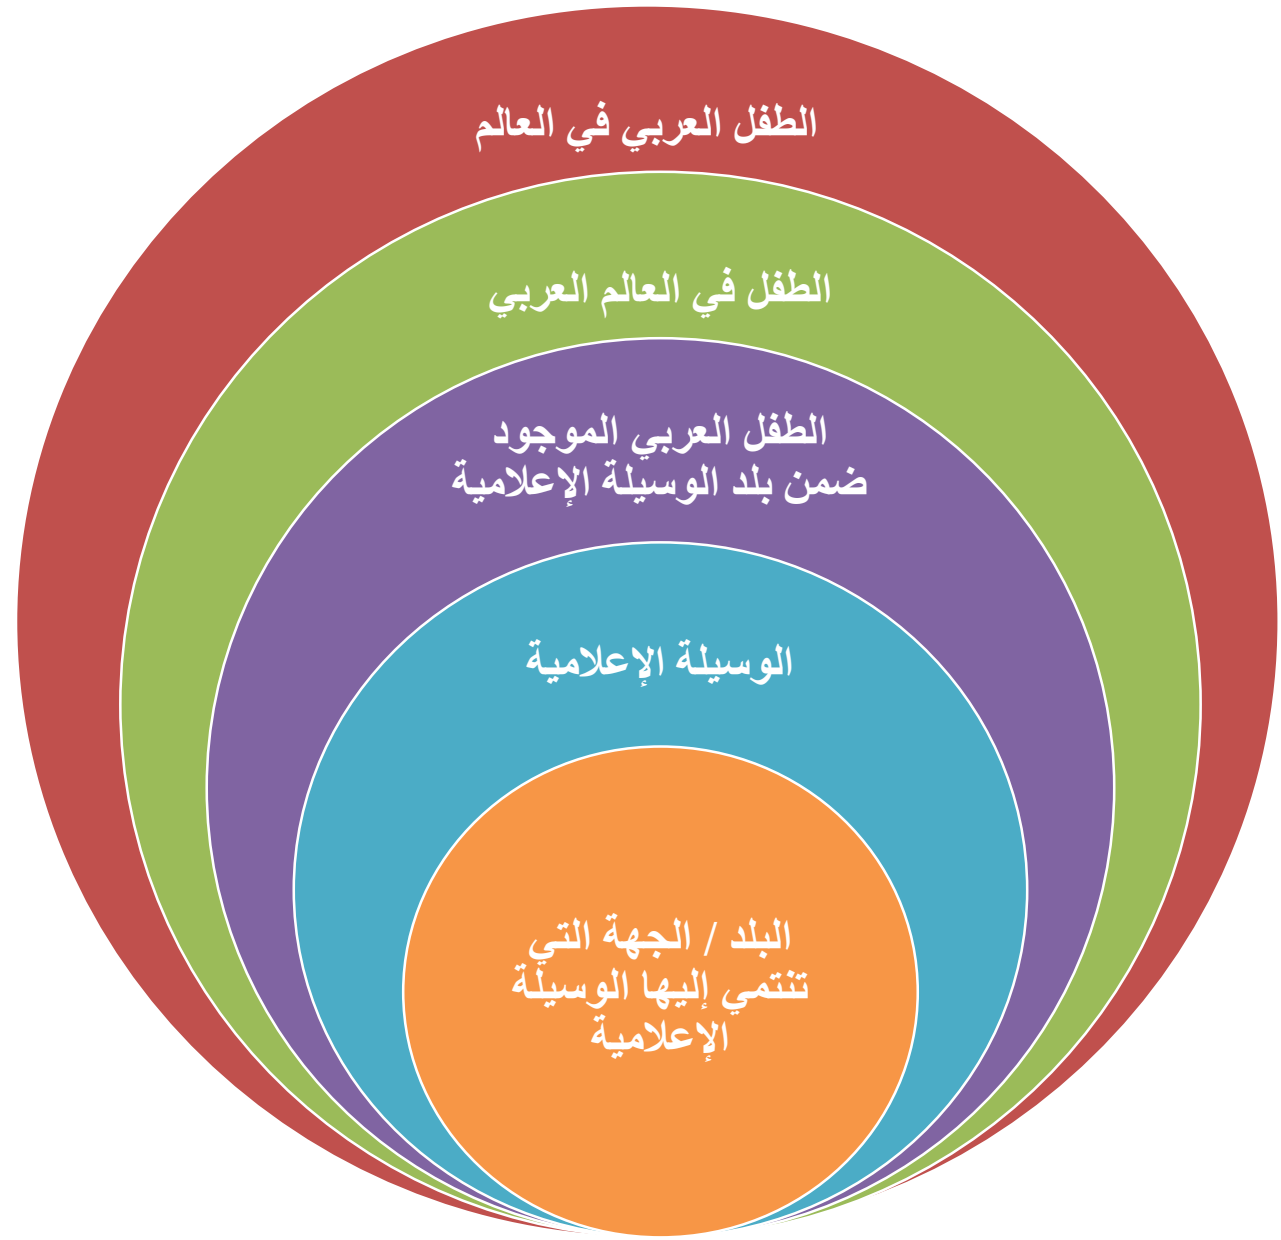 الطفل العربي في العالم
الطفل في العالم العربي
الطفل العربي الموجود
ضمن بلد الوسيلة الإعلامية
الوسيلة الإعلامية
البلد / الجهة التي
تنتمي إليها الوسيلة
الإعلامية